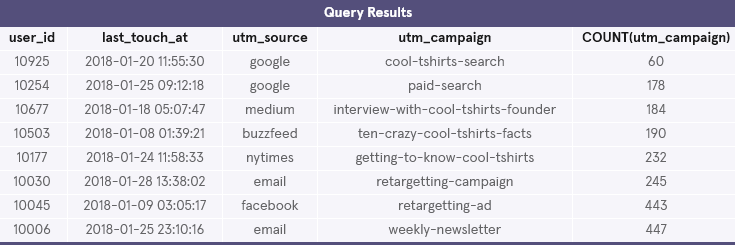 Query Results
user_id last_touch_at utm_source utm_campaign COUNT(utm_campaign)
10925 2018-01-20 11:55:30 google cool-tshirts-search 60
10254 2018-01-25 09:12:18 google paid-search 178
10677 2018-01-18 05:07:47 medium interview-with-cool-tshirts-founder 184
10503 2018-01-08 01:39:21 buzzfeed ten-crazy-cool-tshirts-facts 190
10177 2018-01-24 11:58:33 nytimes getting-to-know-cool-tshirts 232
10030 2018-01-28 13:38:02 email retargetting-campaign 245
10045 2018-01-09 03:05:17 facebook retargetting-ad 443
10006 2018-01-25 23:10:16 email weekly-newsletter 447